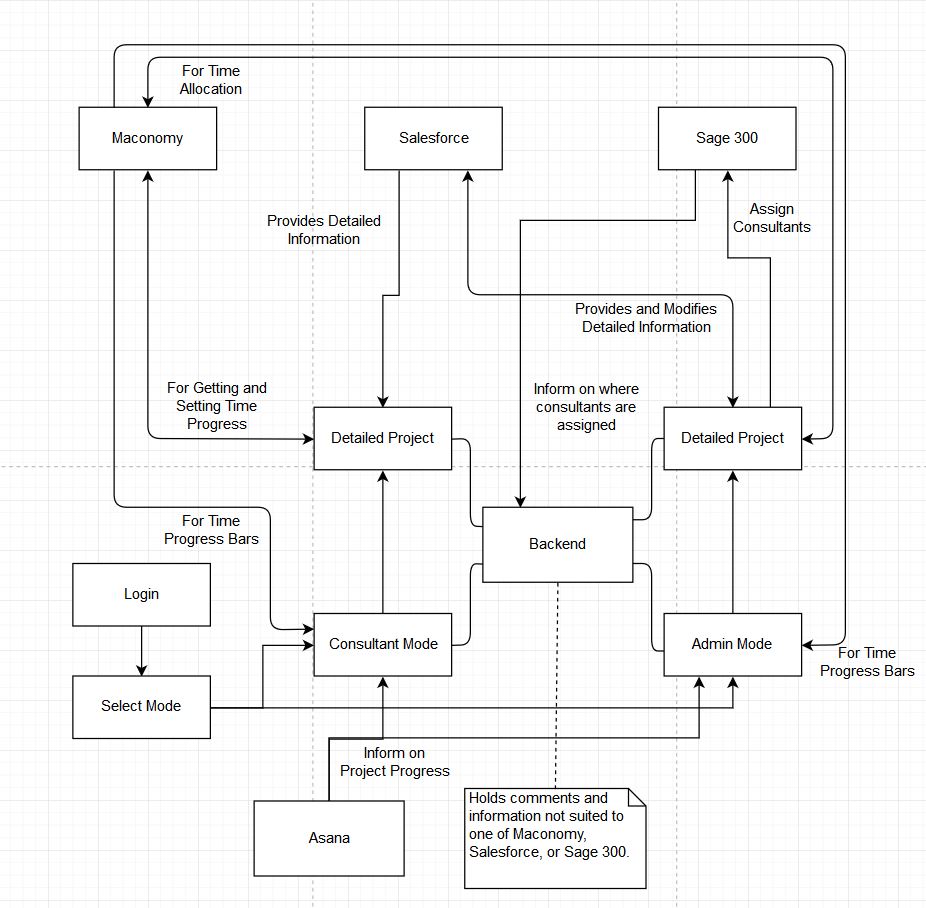 For Time
Allocation
Maconomy
Salesforce
Sage 300
Provides Detailed
Information
Assign
Consultants
Provides and Modifies
Detailed Information
For Getting and
Setting Time
Progress
Inform on where
consultants are
assigned
Detailed Project
Detailed Project
For Time
Progress Bars
Backend
Login
Consultant Mode
Admin Mode
For Time
Progress Bars
Select Mode
Inform on
Project Progress
Asana
Holds comments and
information not suited to
one of Maconomy,
Salesforce, or Sage 300.